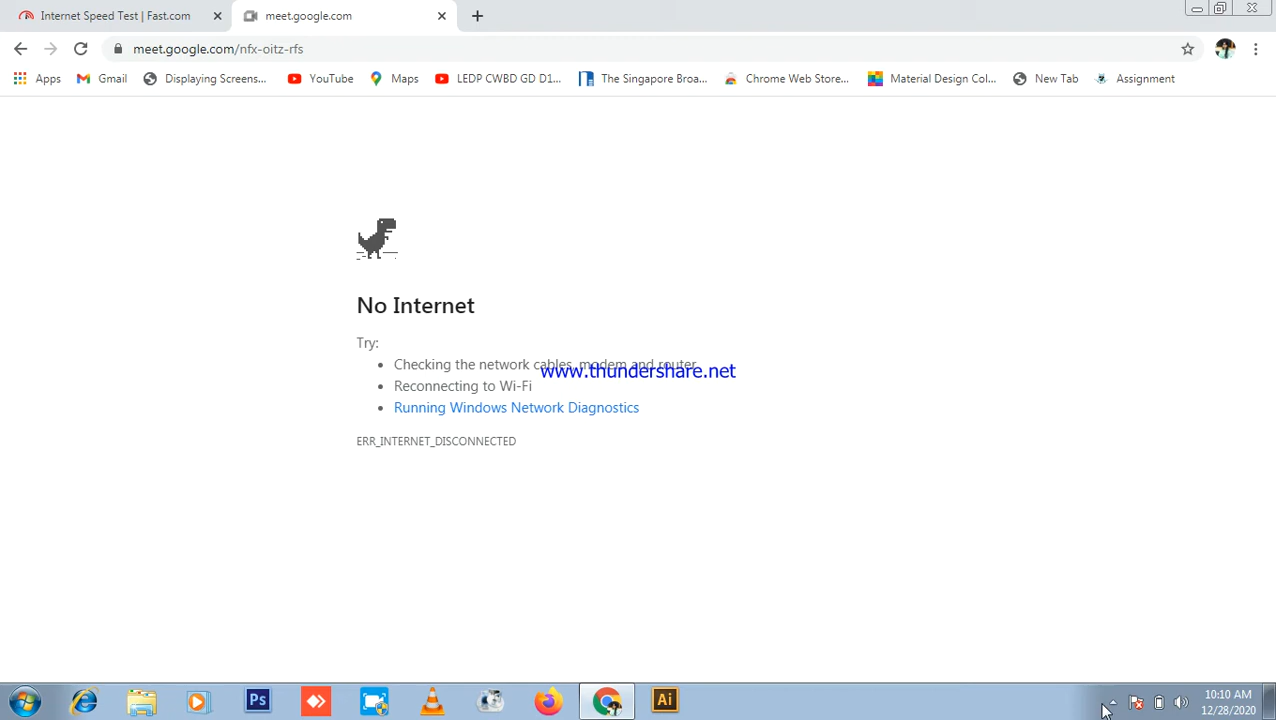 Internet Speed Test | Fast.com
meet.google.com
meet.google.com/nfx-oitz-rfs
Apps
Gmail
Displaying Screens...
YouTube
Maps
LEDP CWBD GD D1...
The Singapore Broa...
Chrome Web Store...
Material Design Col...
New Tab
Assignment
No Internet
Try:
Checking the network cables, modem and router
www.thundershare.net
Reconnecting to Wi-Fi
Running Windows Network Diagnostics
ERR_INTERNET_DISCONNECTED
Ps
Ai
10:10 AM
12/28/2020